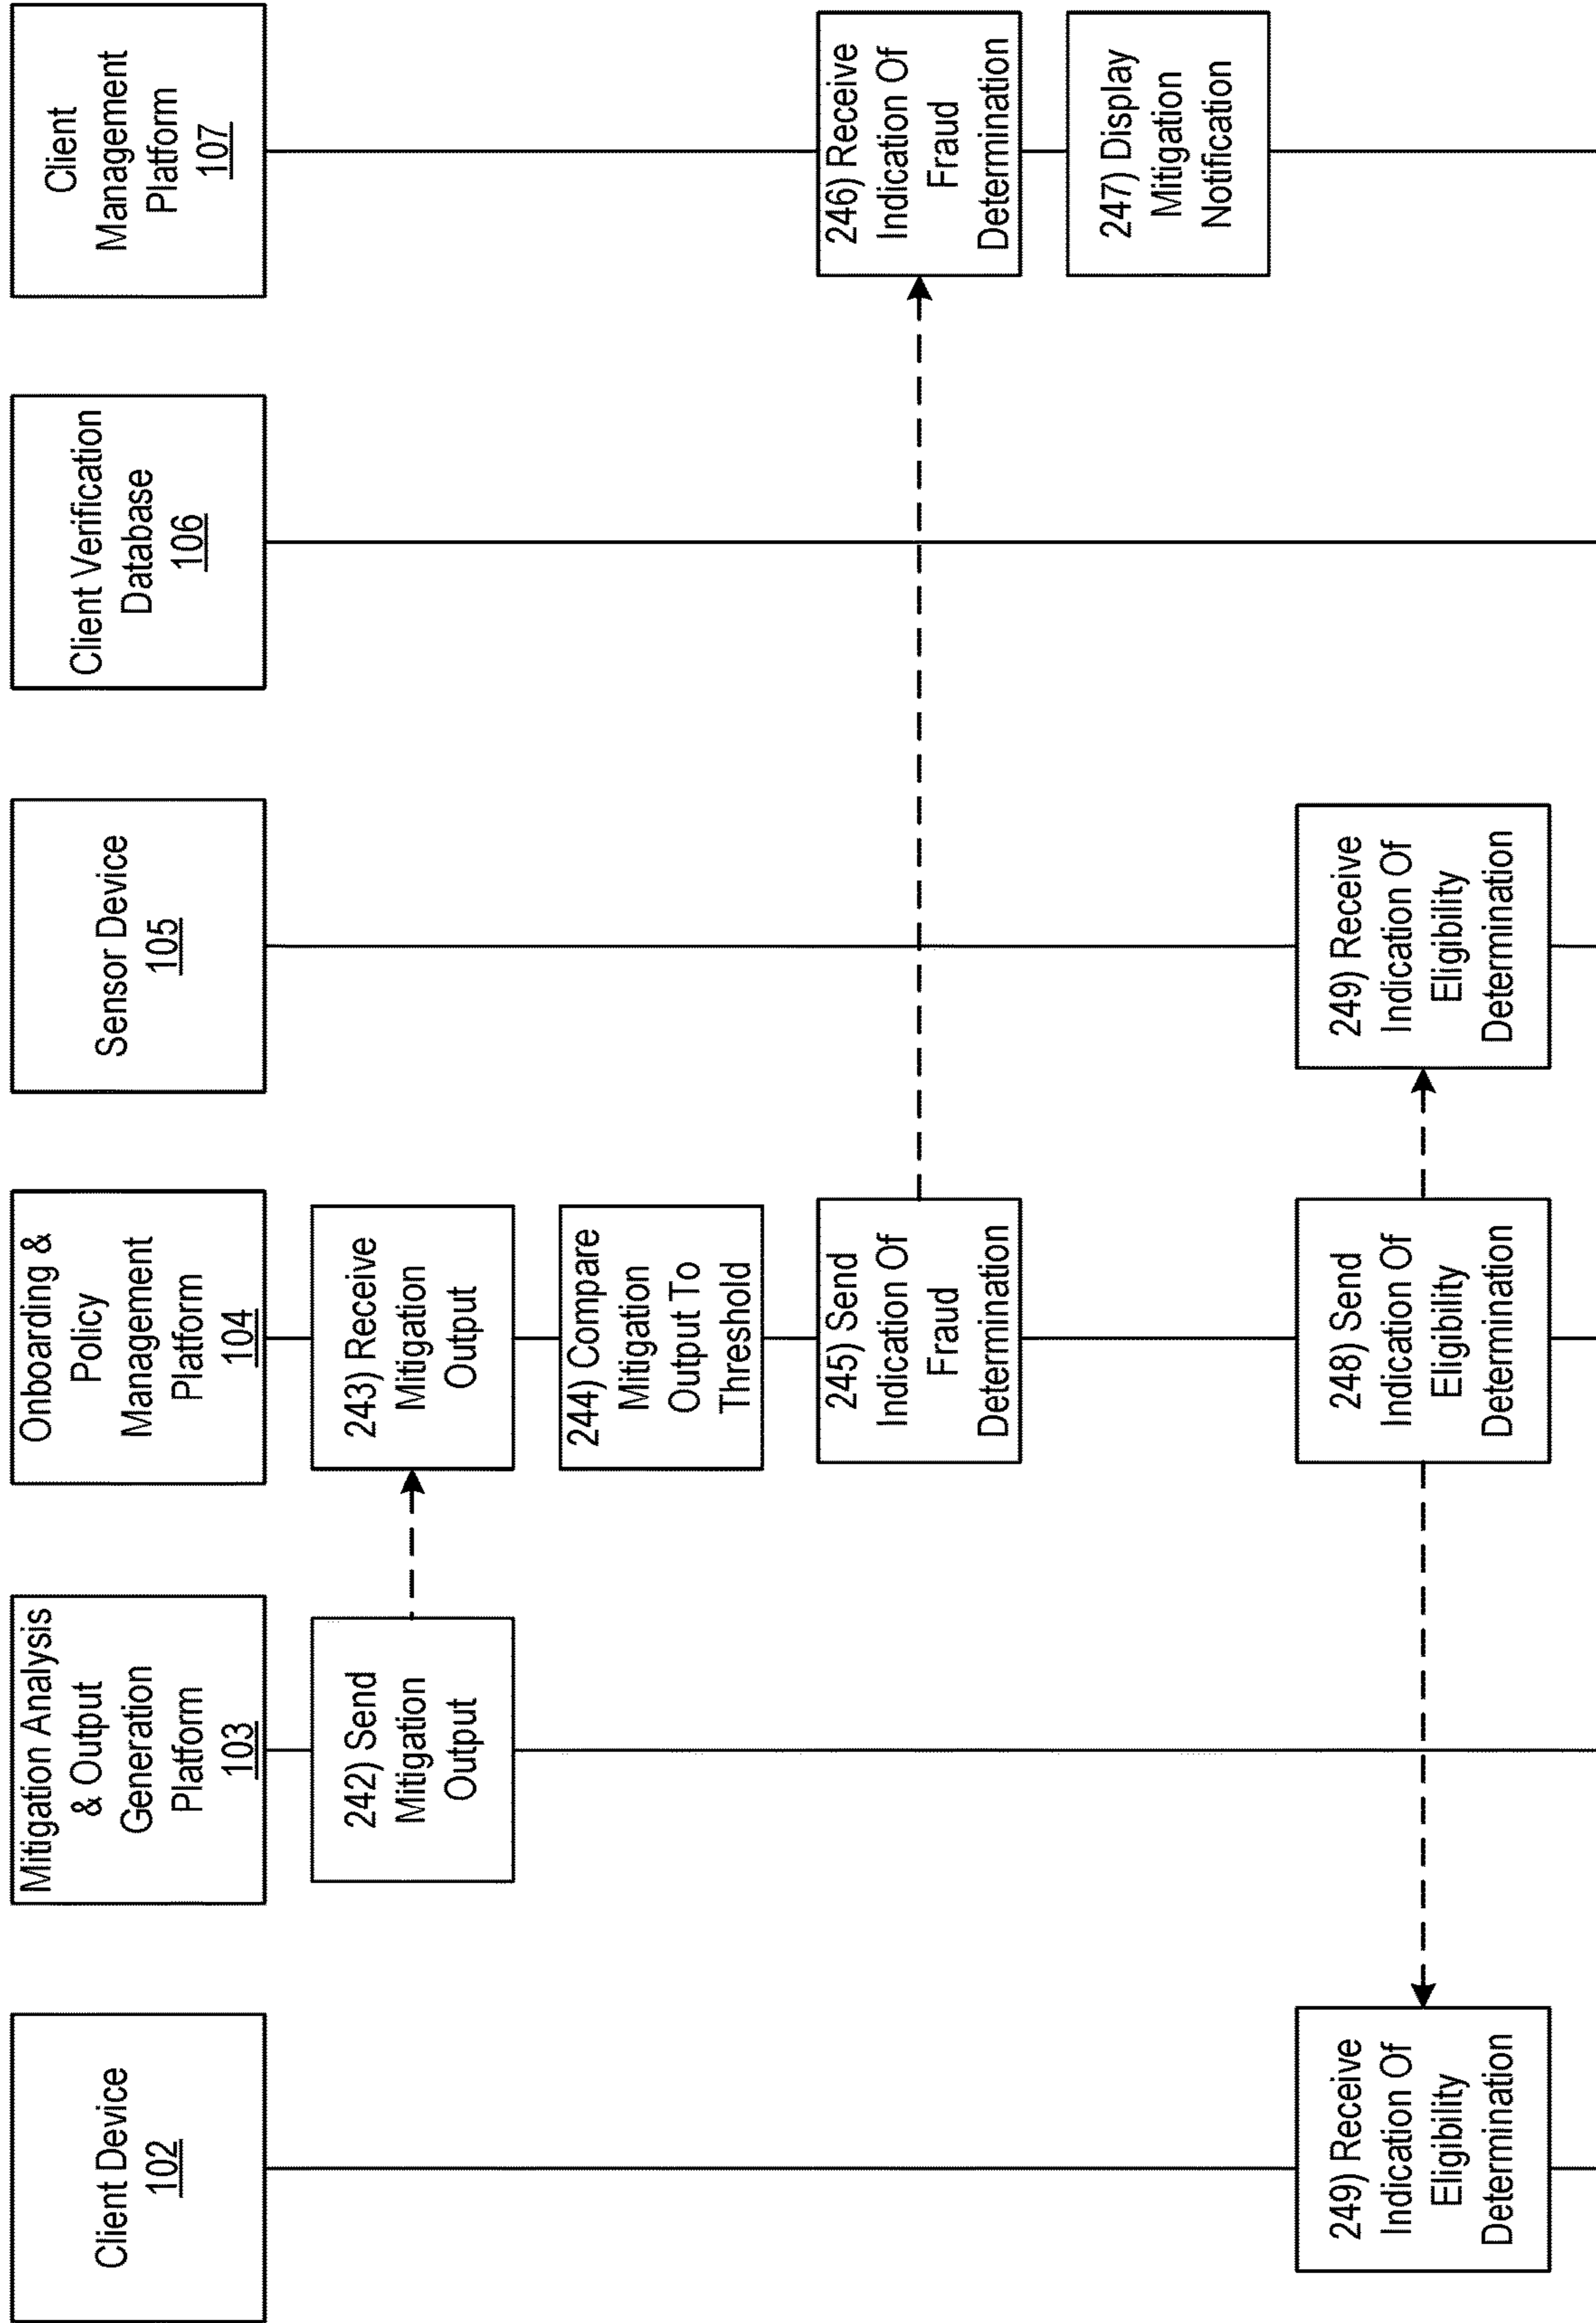 Client Device
102
Mitigation Analysis
& Output
Generation
Platform
103
Onboarding &
Policy
Management
Platform
104
Sensor Device
105
Client Verification
Database
106
Client
Management
Platform
107
242) Send
Mitigation
Output
243) Receive
Mitigation
Output
244) Compare
Mitigation
Output To
Threshold
245) Send
Indication Of
Fraud
Determination
246) Receive
Indication Of
Fraud
Determination
247) Display
Mitigation
Notification
249) Receive
Indication Of
Eligibility
Determination
248) Send
Indication Of
Eligibility
Determination
249) Receive
Indication Of
Eligibility
Determination